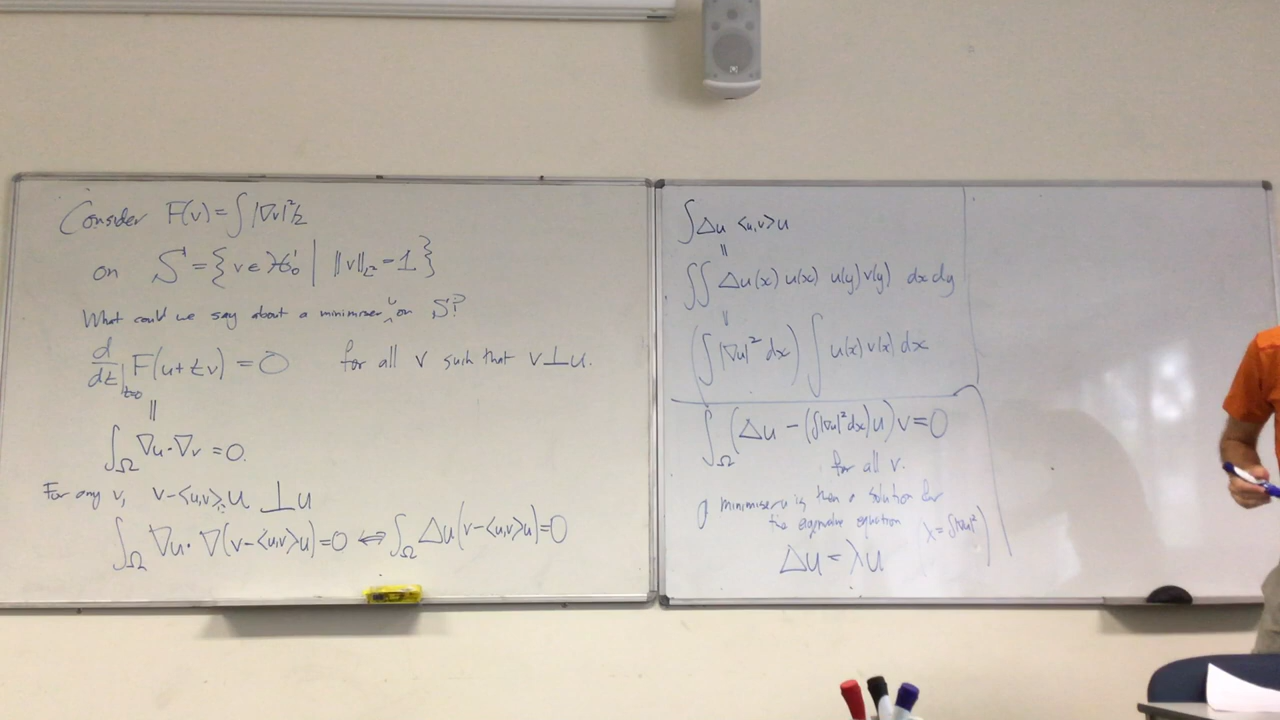 Consider F(v) = ∫ |∇v|²/2
on S = { v ∈ H¹₀ | ‖v‖_{L²} = 1 }
What could we say about a minimiser u on S?
d/dt|_{t=0} F(u + tv) = 0 for all v such that v ⊥ u.
||
∫_Ω ∇u · ∇v = 0.
For any v, v - <u,v> u ⊥ u
∫_Ω ∇u · ∇(v - <u,v>u) = 0 ⇔ ∫_Ω Δu (v - <u,v>u) = 0
∫ Δu <u,v> u
||
∫∫ Δu(x) u(x) u(y) v(y) dx dy
||
(∫ |∇u|² dx) ∫ u(x) v(x) dx
∫_Ω (Δu - (∫|∇u|² dx) u) v = 0
for all v.
minimiser u is then a solution for
the eigenvalue equation
Δu = λu λ = ∫|∇u|²